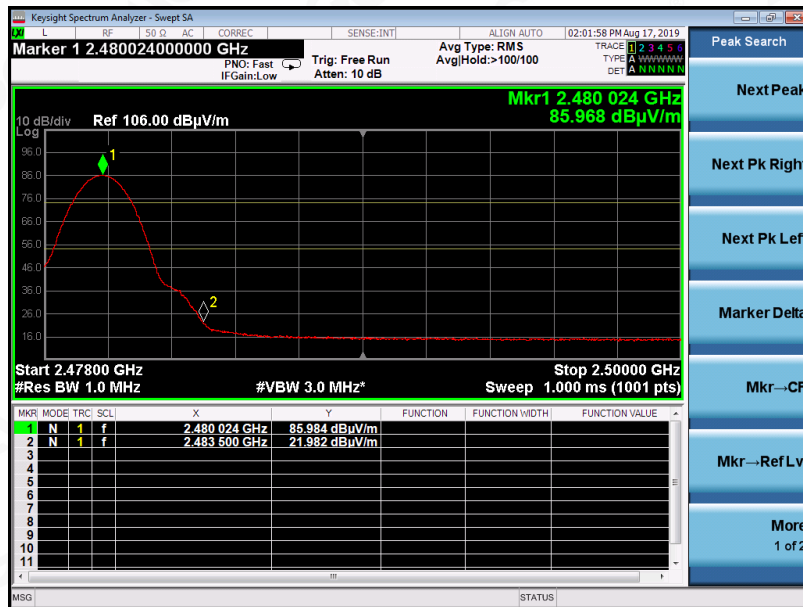 Keysight Spectrum Analyzer - Swept SA
LXI L RF 50 Ω AC CORREC SENSE:INT ALIGN AUTO 02:01:58 PM Aug 17, 2019
Marker 1 2.480024000000 GHz
PNO: Fast
IFGain:Low
Trig: Free Run
Atten: 10 dB
Avg Type: RMS
Avg|Hold:>100/100
TRACE 1 2 3 4 5 6
TYPE A WWWWW
DET A N N N N N
Mkr1 2.480 024 GHz
85.968 dBµV/m
10 dB/div Ref 106.00 dBµV/m
Log
96.0
86.0
76.0
66.0
56.0
46.0
36.0
26.0
16.0
1
2
Start 2.47800 GHz Stop 2.50000 GHz
#Res BW 1.0 MHz #VBW 3.0 MHz* Sweep 1.000 ms (1001 pts)
MKR MODE TRC SCL X Y FUNCTION FUNCTION WIDTH FUNCTION VALUE
1 N 1 f 2.480 024 GHz 85.984 dBµV/m
2 N 1 f 2.483 500 GHz 21.982 dBµV/m
3
4
5
6
7
8
9
10
11
MSG STATUS
Peak Search
Next Peak
Next Pk Right
Next Pk Left
Marker Delta
Mkr→CF
Mkr→Ref Lv
More
1 of 2